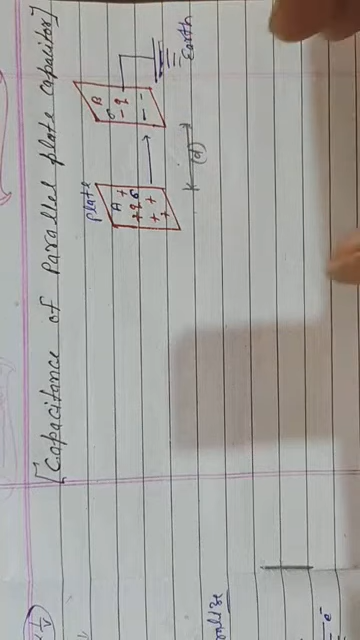 [Capacitance of Parallel plate capacitor]
Plate
A +
+q σ
+ +
+ +
B
σ -q
- -
Earth
(d)